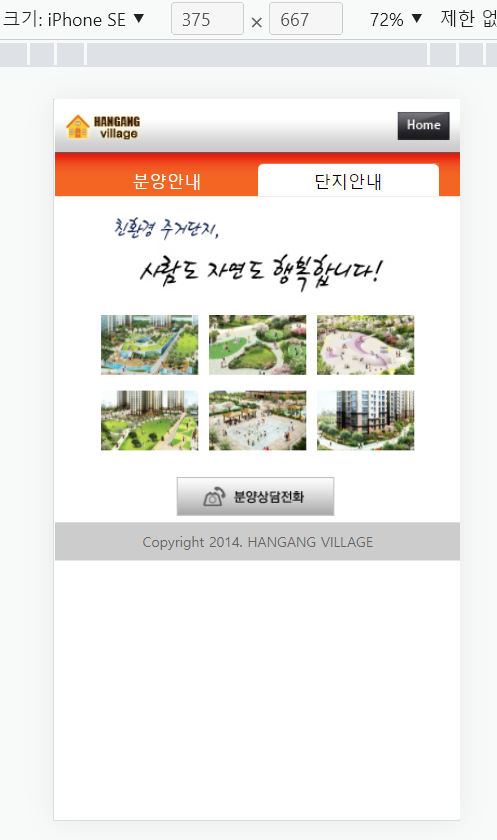 크기: iPhone SE ▼ 375 × 667 72% ▼ 제한 없
HANGANG village
Home
분양안내 단지안내
친환경 주거단지,
사람도 자연도 행복합니다!
분양상담전화
Copyright 2014. HANGANG VILLAGE